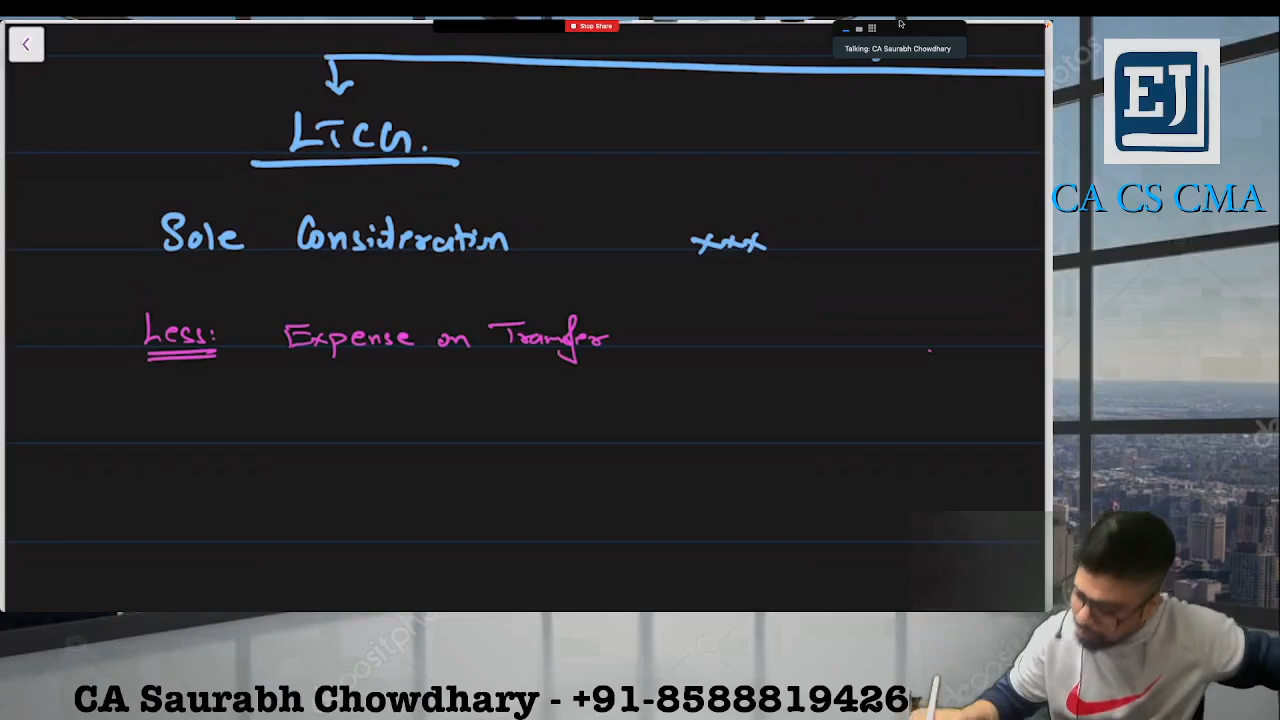 Stop Share
Talking: CA Saurabh Chowdhary
EJ
CA CS CMA
LTCG.
Sole Consideration xxx
Less: Expense on Transfer
CA Saurabh Chowdhary - +91-8588819426